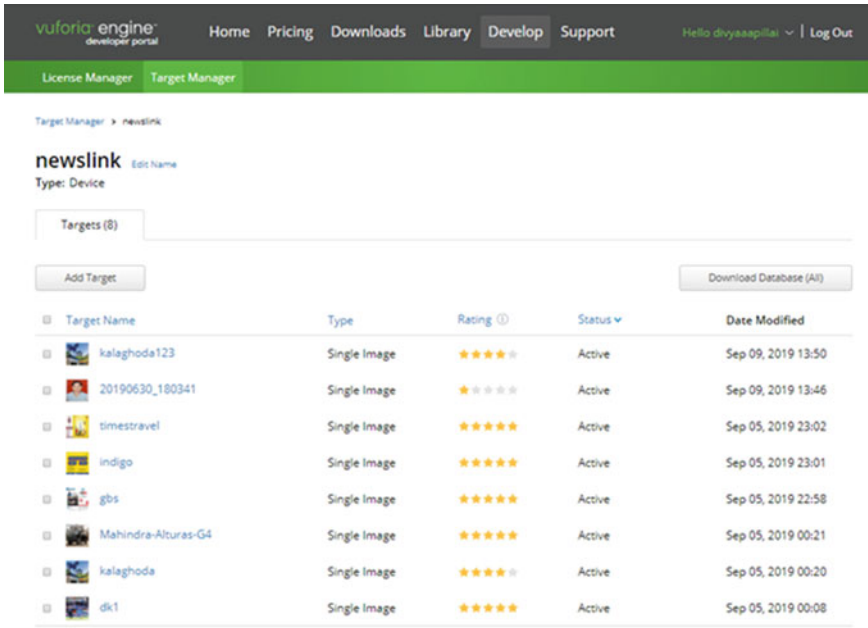 vuforia engine
developer portal
Home Pricing Downloads Library Develop Support Hello divyaaapillai | Log Out
License Manager Target Manager
Target Manager > newslink
newslink Edit Name
Type: Device
Targets (8)
Add Target Download Database (All)
Target Name Type Rating Status Date Modified
kalaghoda123 Single Image Active Sep 09, 2019 13:50
20190630_180341 Single Image Active Sep 09, 2019 13:46
timestravel Single Image Active Sep 05, 2019 23:02
indigo Single Image Active Sep 05, 2019 23:01
gbs Single Image Active Sep 05, 2019 22:58
Mahindra-Alturas-G4 Single Image Active Sep 05, 2019 00:21
kalaghoda Single Image Active Sep 05, 2019 00:20
dk1 Single Image Active Sep 05, 2019 00:08